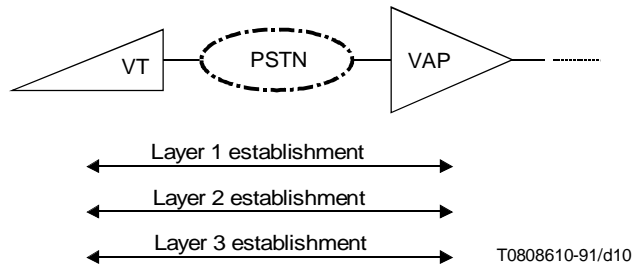 VT PSTN VAP
Layer 1 establishment
Layer 2 establishment
Layer 3 establishment
T0808610-91/d10